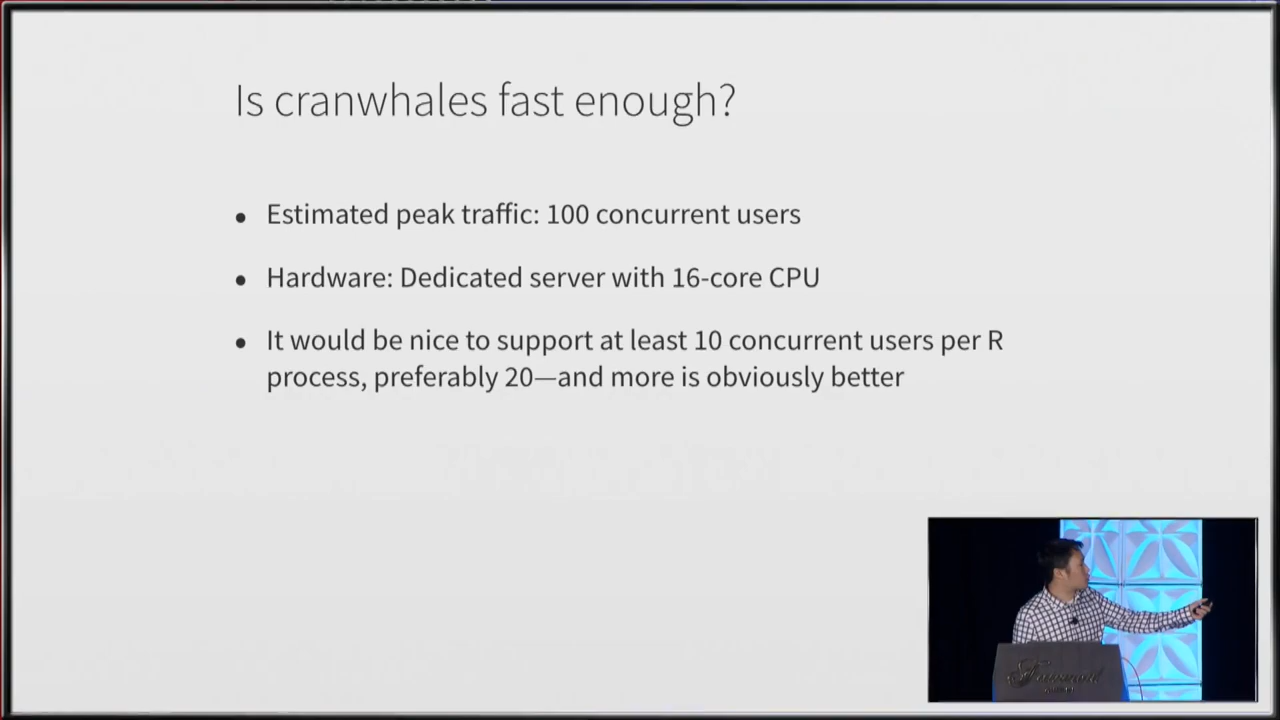 Is cranwhales fast enough?
• Estimated peak traffic: 100 concurrent users
• Hardware: Dedicated server with 16-core CPU
• It would be nice to support at least 10 concurrent users per R
process, preferably 20—and more is obviously better
Fairmont